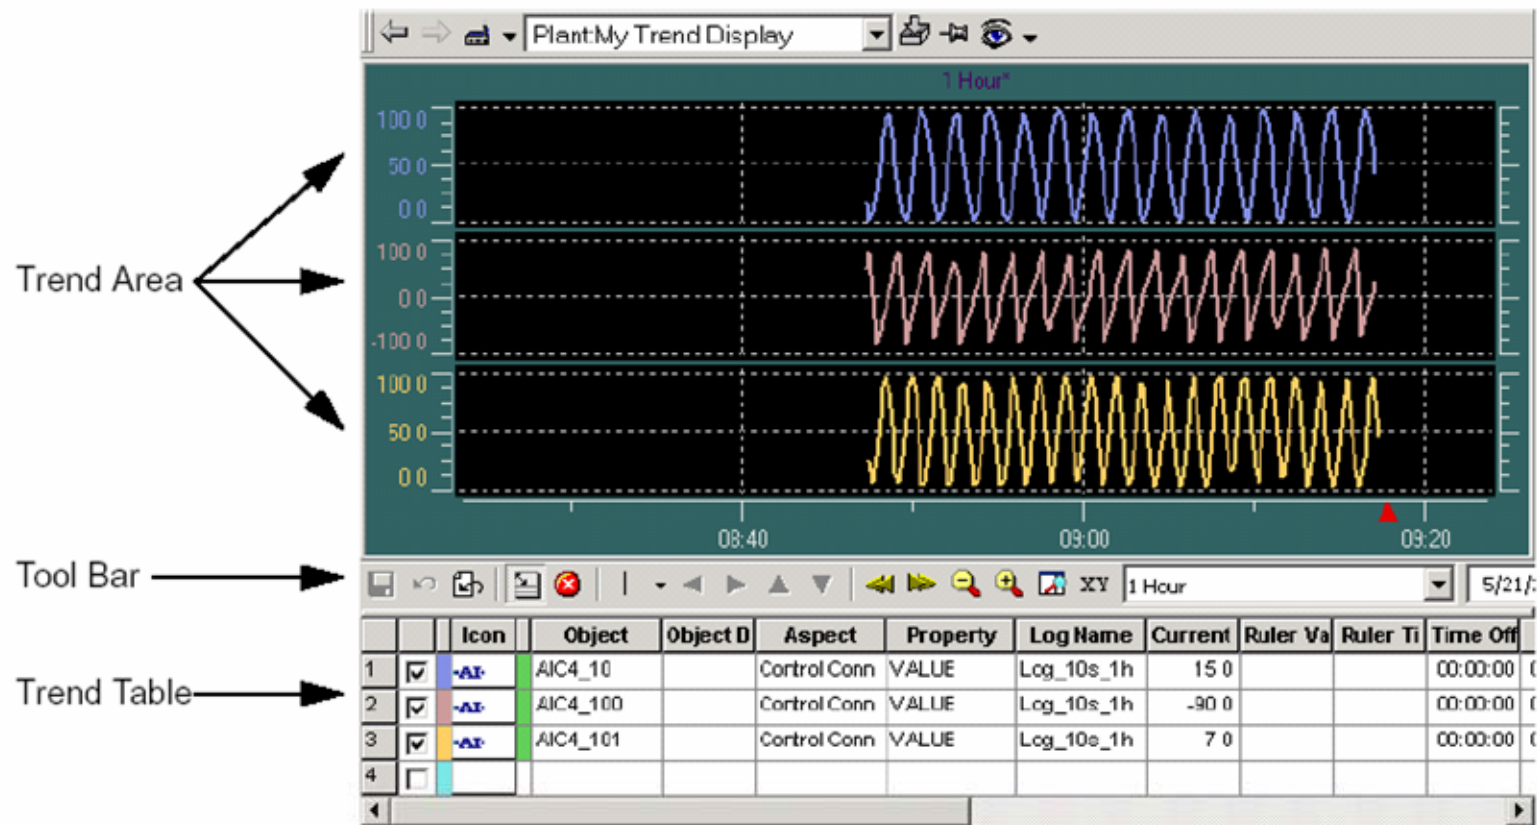 Plant:My Trend Display
1 Hour*
100 0
50 0
0 0
100 0
0 0
-100 0
100 0
50 0
0 0
Trend Area
08:40 09:00 09:20
Tool Bar
XY 1 Hour 5/21/
Icon Object Object D Aspect Property Log Name Current Ruler Va Ruler Ti Time Off
1 -AI- AIC4_10 Control Conn VALUE Log_10s_1h 15 0 00:00:00
Trend Table
2 -AI- AIC4_100 Control Conn VALUE Log_10s_1h -90 0 00:00:00
3 -AI- AIC4_101 Control Conn VALUE Log_10s_1h 7 0 00:00:00
4